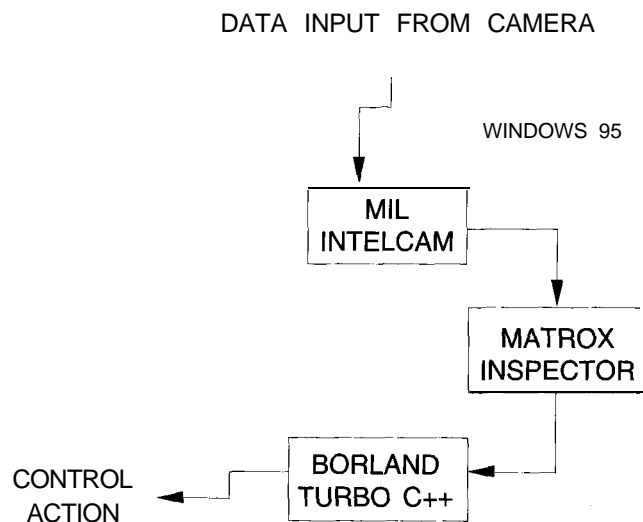 DATA INPUT FROM CAMERA
WINDOWS 95
MIL
INTELCAM
MATROX
INSPECTOR
BORLAND
TURBO C++
CONTROL
ACTION